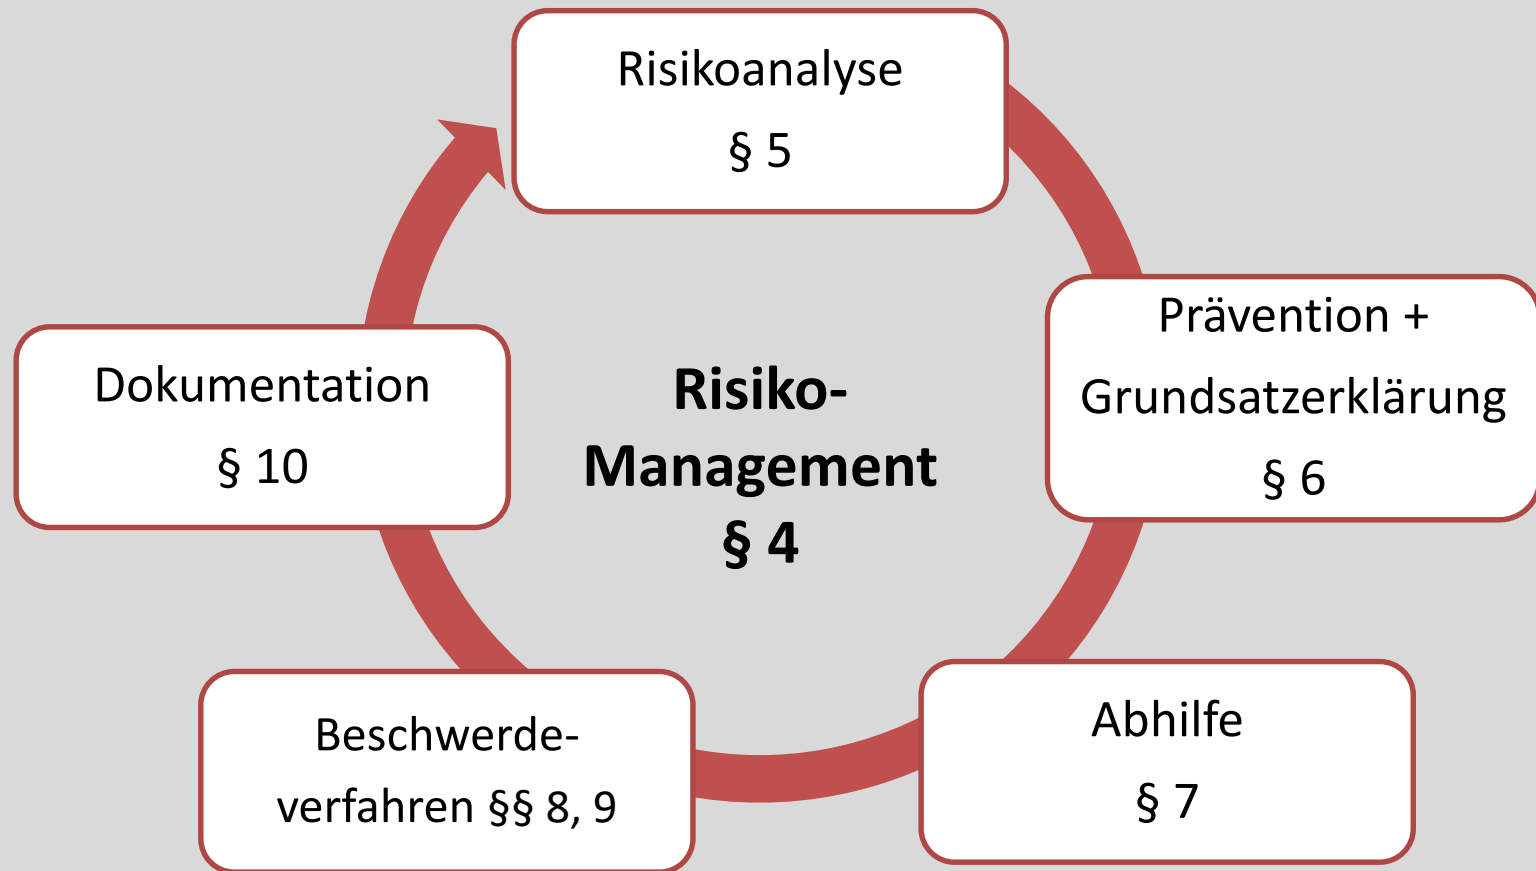 Risikoanalyse
§ 5
Prävention +
Grundsatzerklärung
§ 6
Abhilfe
§ 7
Beschwerde-
verfahren §§ 8, 9
Dokumentation
§ 10
Risiko-
Management
§ 4